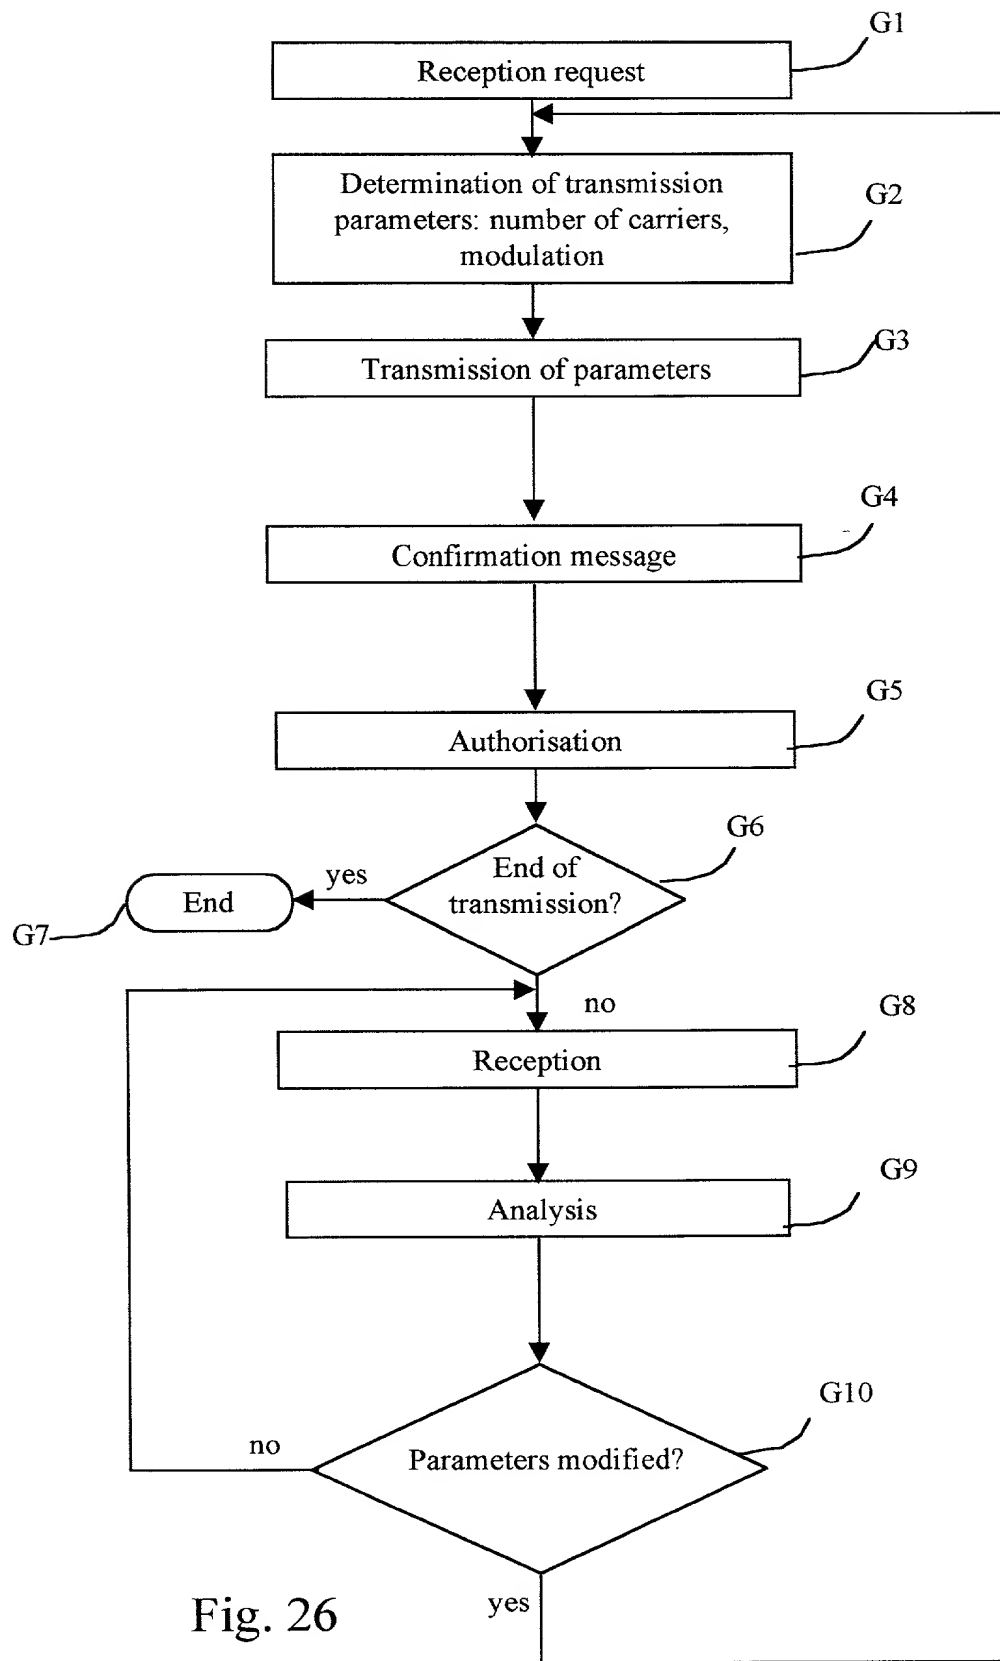 G1
Reception request
Determination of transmission
parameters: number of carriers,
modulation
G2
G3
Transmission of parameters
G4
Confirmation message
G5
Authorisation
G6
End of
transmission?
yes
End
G7
no
G8
Reception
G9
Analysis
G10
Parameters modified?
no
yes
Fig. 26